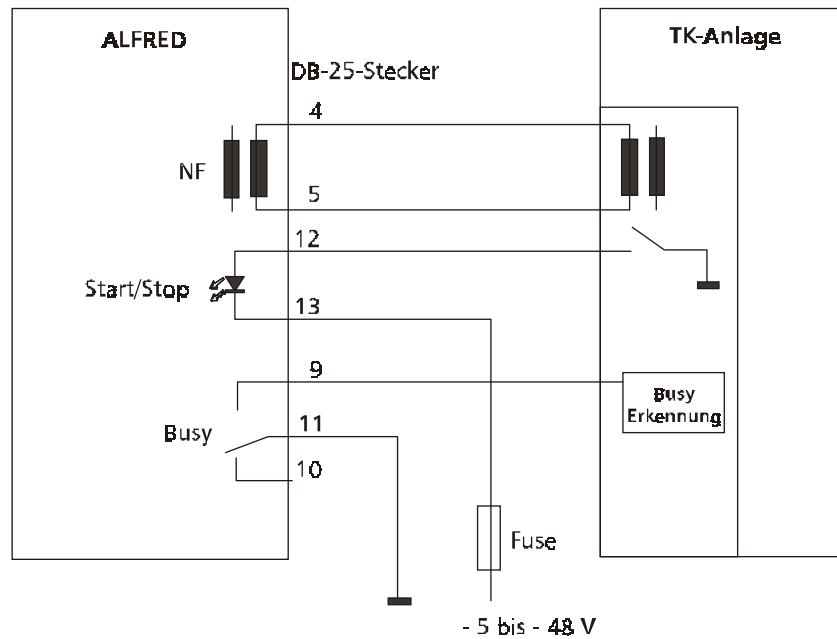 ALFRED
TK-Anlage
DB-25-Stecker
4
NF
5
12
Start/Stop
13
9
Busy
Erkennung
11
Busy
10
Fuse
- 5 bis - 48 V